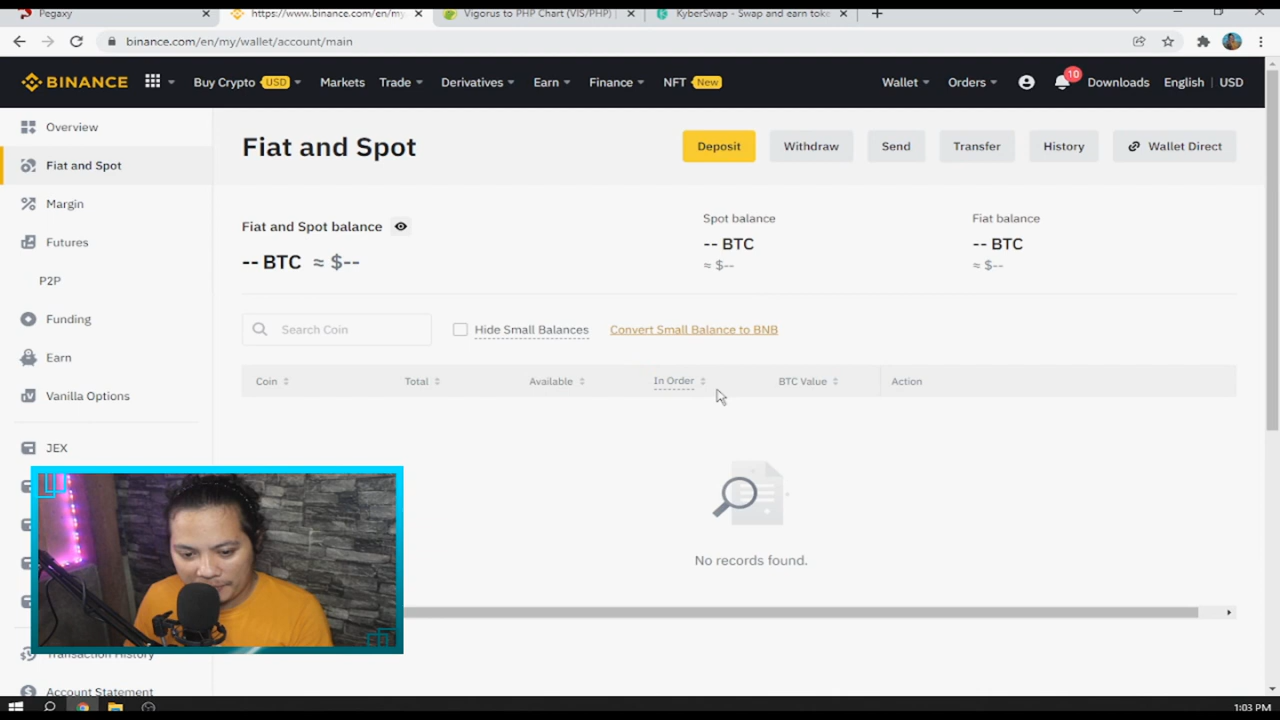 Pegaxy
https://www.binance.com/en/my
Vigorus to PHP Chart (VIS/PHP)
KyberSwap - Swap and earn toke
binance.com/en/my/wallet/account/main
BINANCE Buy Crypto USD Markets Trade Derivatives Earn Finance NFT New Wallet Orders 10 Downloads English | USD
Overview
Fiat and Spot
Margin
Futures
P2P
Funding
Earn
Vanilla Options
JEX
Transaction History
Account Statement
Fiat and Spot
Deposit Withdraw Send Transfer History Wallet Direct
Fiat and Spot balance
-- BTC ≈ $--
Spot balance
-- BTC
≈ $--
Fiat balance
-- BTC
≈ $--
Search Coin Hide Small Balances Convert Small Balance to BNB
Coin Total Available In Order BTC Value Action
No records found.
1:03 PM